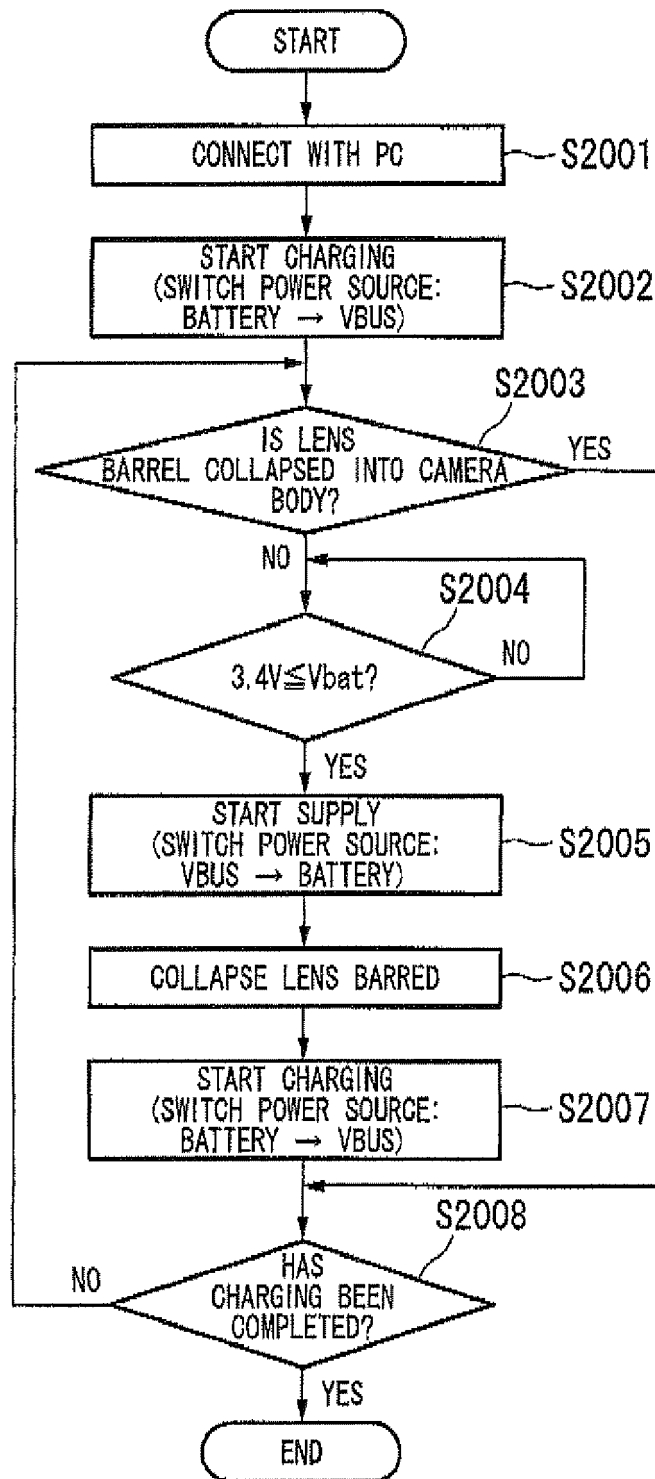 START
CONNECT WITH PC
S2001
START CHARGING
(SWITCH POWER SOURCE:
BATTERY → VBUS)
S2002
S2003
IS LENS
BARREL COLLAPSED INTO CAMERA
BODY?
YES
NO
S2004
3.4V≦Vbat?
NO
YES
START SUPPLY
(SWITCH POWER SOURCE:
VBUS → BATTERY)
S2005
COLLAPSE LENS BARRED
S2006
START CHARGING
(SWITCH POWER SOURCE:
BATTERY → VBUS)
S2007
S2008
NO
HAS
CHARGING BEEN
COMPLETED?
YES
END